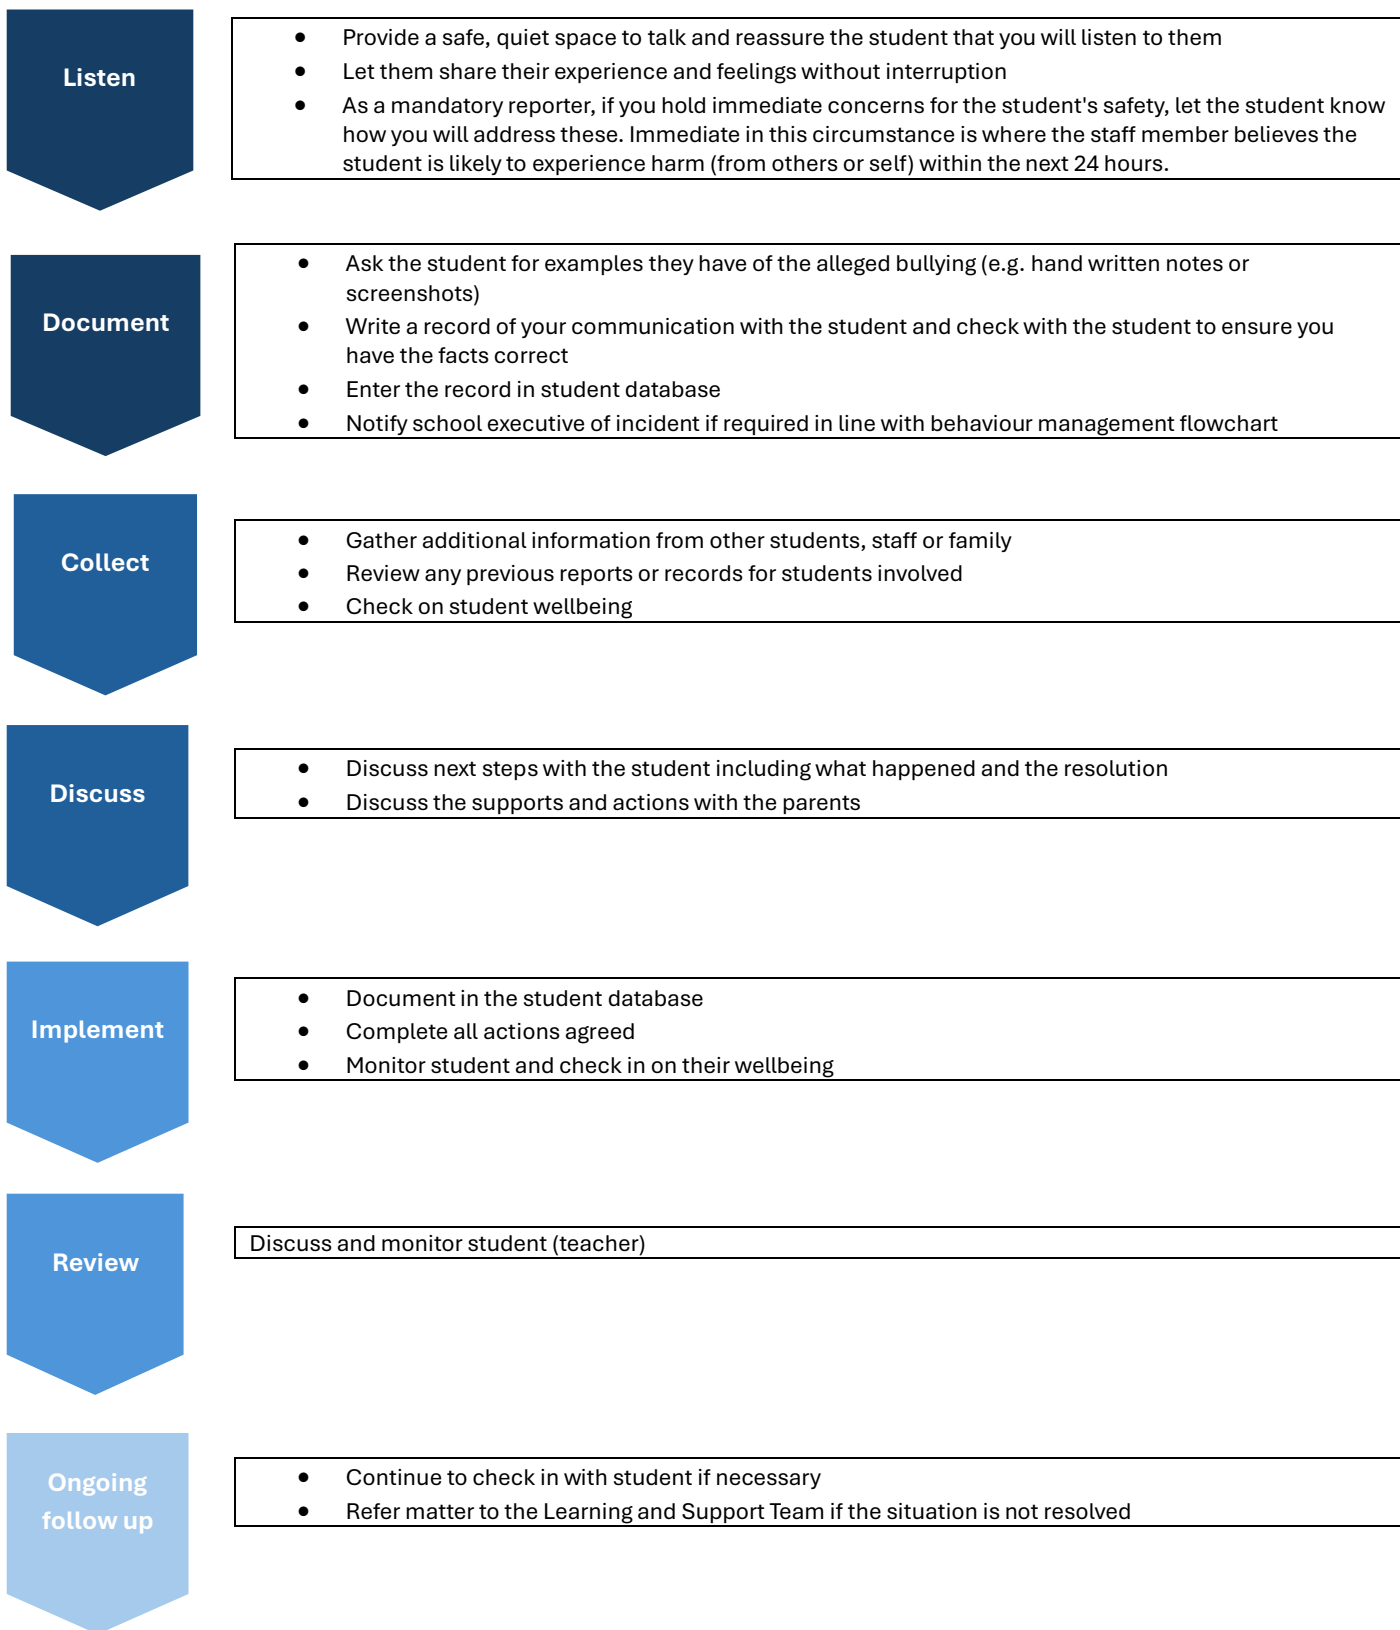 Listen
● Provide a safe, quiet space to talk and reassure the student that you will listen to them
● Let them share their experience and feelings without interruption
● As a mandatory reporter, if you hold immediate concerns for the student's safety, let the student know
how you will address these. Immediate in this circumstance is where the staff member believes the
student is likely to experience harm (from others or self) within the next 24 hours.
Document
● Ask the student for examples they have of the alleged bullying (e.g. hand written notes or
screenshots)
● Write a record of your communication with the student and check with the student to ensure you
have the facts correct
● Enter the record in student database
● Notify school executive of incident if required in line with behaviour management flowchart
Collect
● Gather additional information from other students, staff or family
● Review any previous reports or records for students involved
● Check on student wellbeing
Discuss
● Discuss next steps with the student including what happened and the resolution
● Discuss the supports and actions with the parents
Implement
● Document in the student database
● Complete all actions agreed
● Monitor student and check in on their wellbeing
Review
Discuss and monitor student (teacher)
Ongoing
follow up
● Continue to check in with student if necessary
● Refer matter to the Learning and Support Team if the situation is not resolved